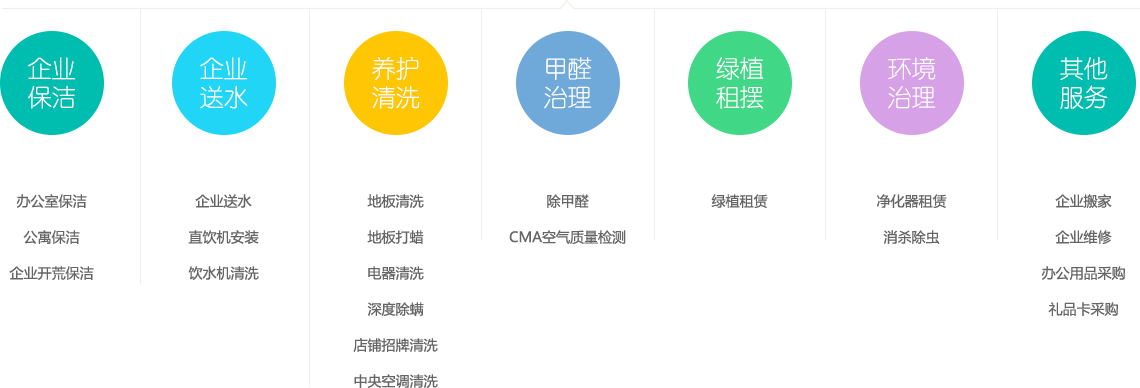 企业
保洁
办公室保洁
公寓保洁
企业开荒保洁
企业
送水
企业送水
直饮机安装
饮水机清洗
养护
清洗
地板清洗
地板打蜡
电器清洗
深度除螨
店铺招牌清洗
中央空调清洗
甲醛
治理
除甲醛
CMA空气质量检测
绿植
租摆
绿植租赁
环境
治理
净化器租赁
消杀除虫
其他
服务
企业搬家
企业维修
办公用品采购
礼品卡采购